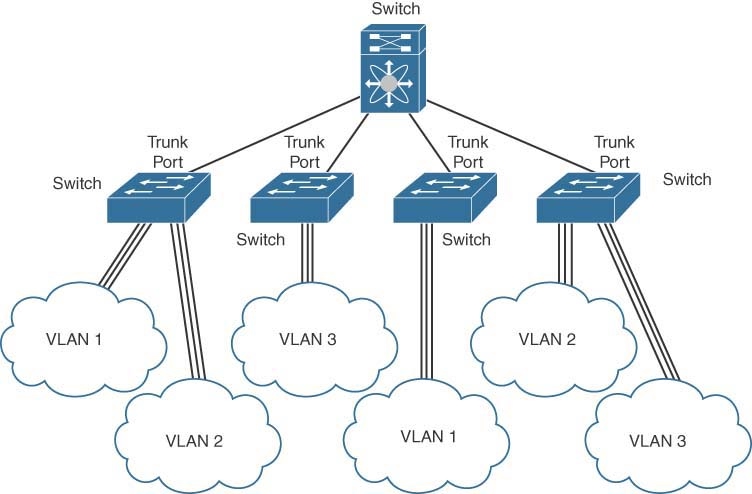 Switch
Trunk
Port
Trunk
Port
Trunk
Port
Trunk
Port
Switch
Switch
Switch
Switch
VLAN 1
VLAN 3
VLAN 2
VLAN 2
VLAN 1
VLAN 3